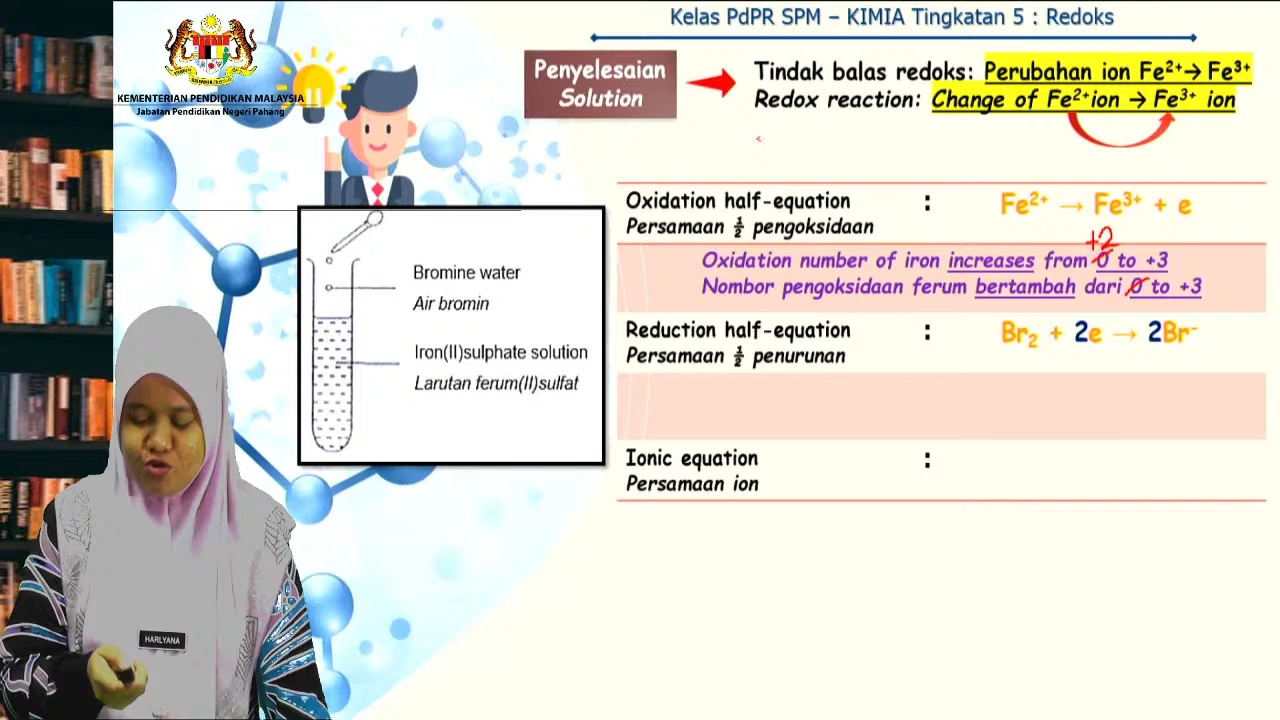 Kelas PdPR SPM – KIMIA Tingkatan 5 : Redoks
KEMENTERIAN PENDIDIKAN MALAYSIA
Jabatan Pendidikan Negeri Pahang
Penyelesaian
Solution
Tindak balas redoks: Perubahan ion Fe²⁺→ Fe³⁺
Redox reaction: Change of Fe²⁺ion → Fe³⁺ ion
Bromine water
Air bromin
Iron(II)sulphate solution
Larutan ferum(II)sulfat
Oxidation half-equation : Fe²⁺ → Fe³⁺ + e
Persamaan ½ pengoksidaan
+2
Oxidation number of iron increases from 0 to +3
Nombor pengoksidaan ferum bertambah dari 0 to +3
Reduction half-equation : Br₂ + 2e → 2Br⁻
Persamaan ½ penurunan
Ionic equation :
Persamaan ion
HARLYANA